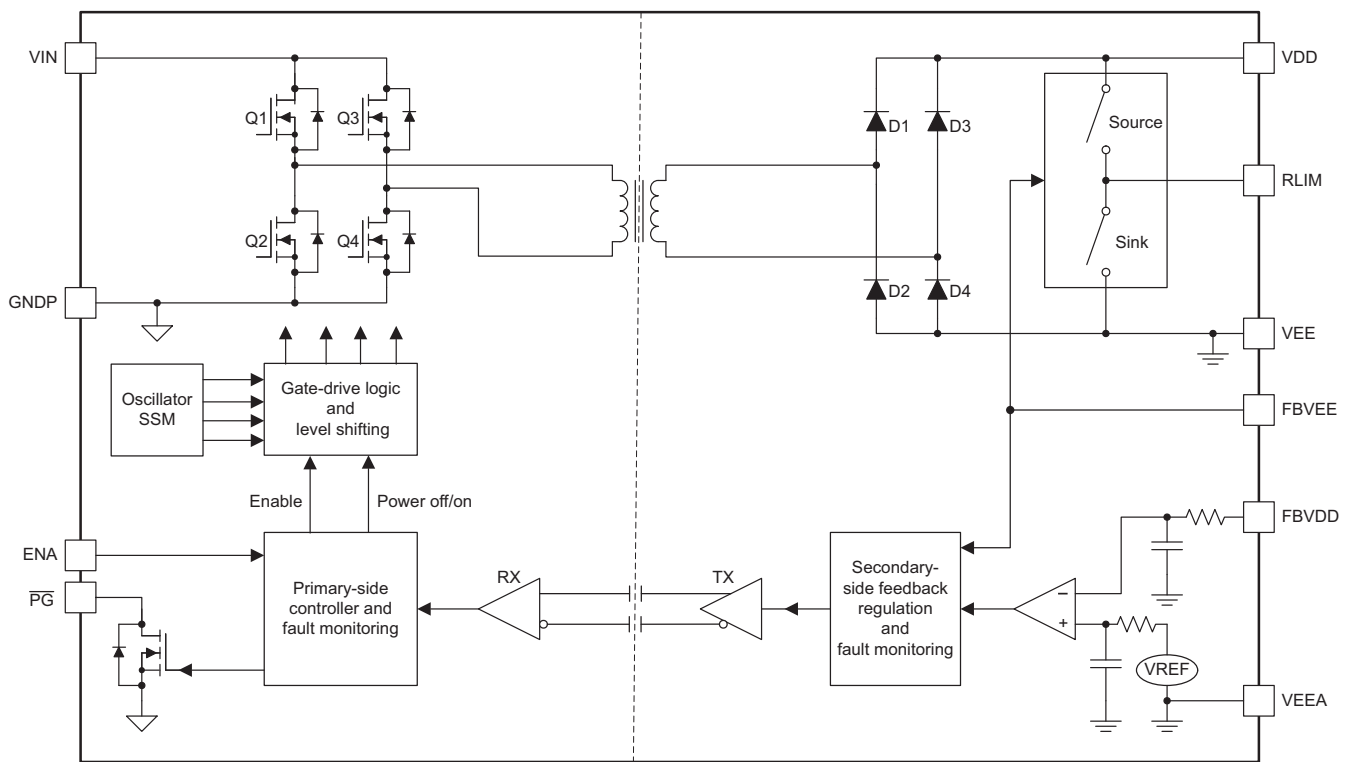 VIN
VDD
Q1
Q3
D1
D3
Source
RLIM
Q2
Q4
Sink
D2
D4
GNDP
VEE
Oscillator
SSM
Gate-drive logic
and
level shifting
FBVEE
Enable
Power off/on
FBVDD
ENA
PG
Primary-side
controller and
fault monitoring
RX
TX
Secondary-
side feedback
regulation
and
fault monitoring
–
+
VREF
VEEA